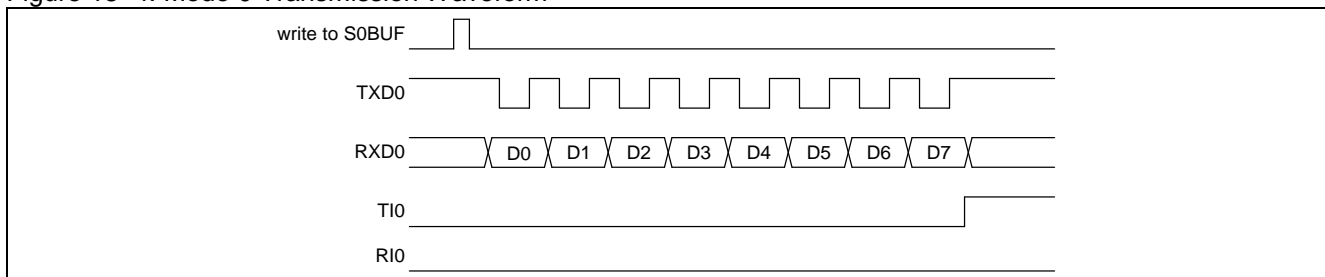 write to S0BUF
TXD0
RXD0 D0 D1 D2 D3 D4 D5 D6 D7
TI0
RI0